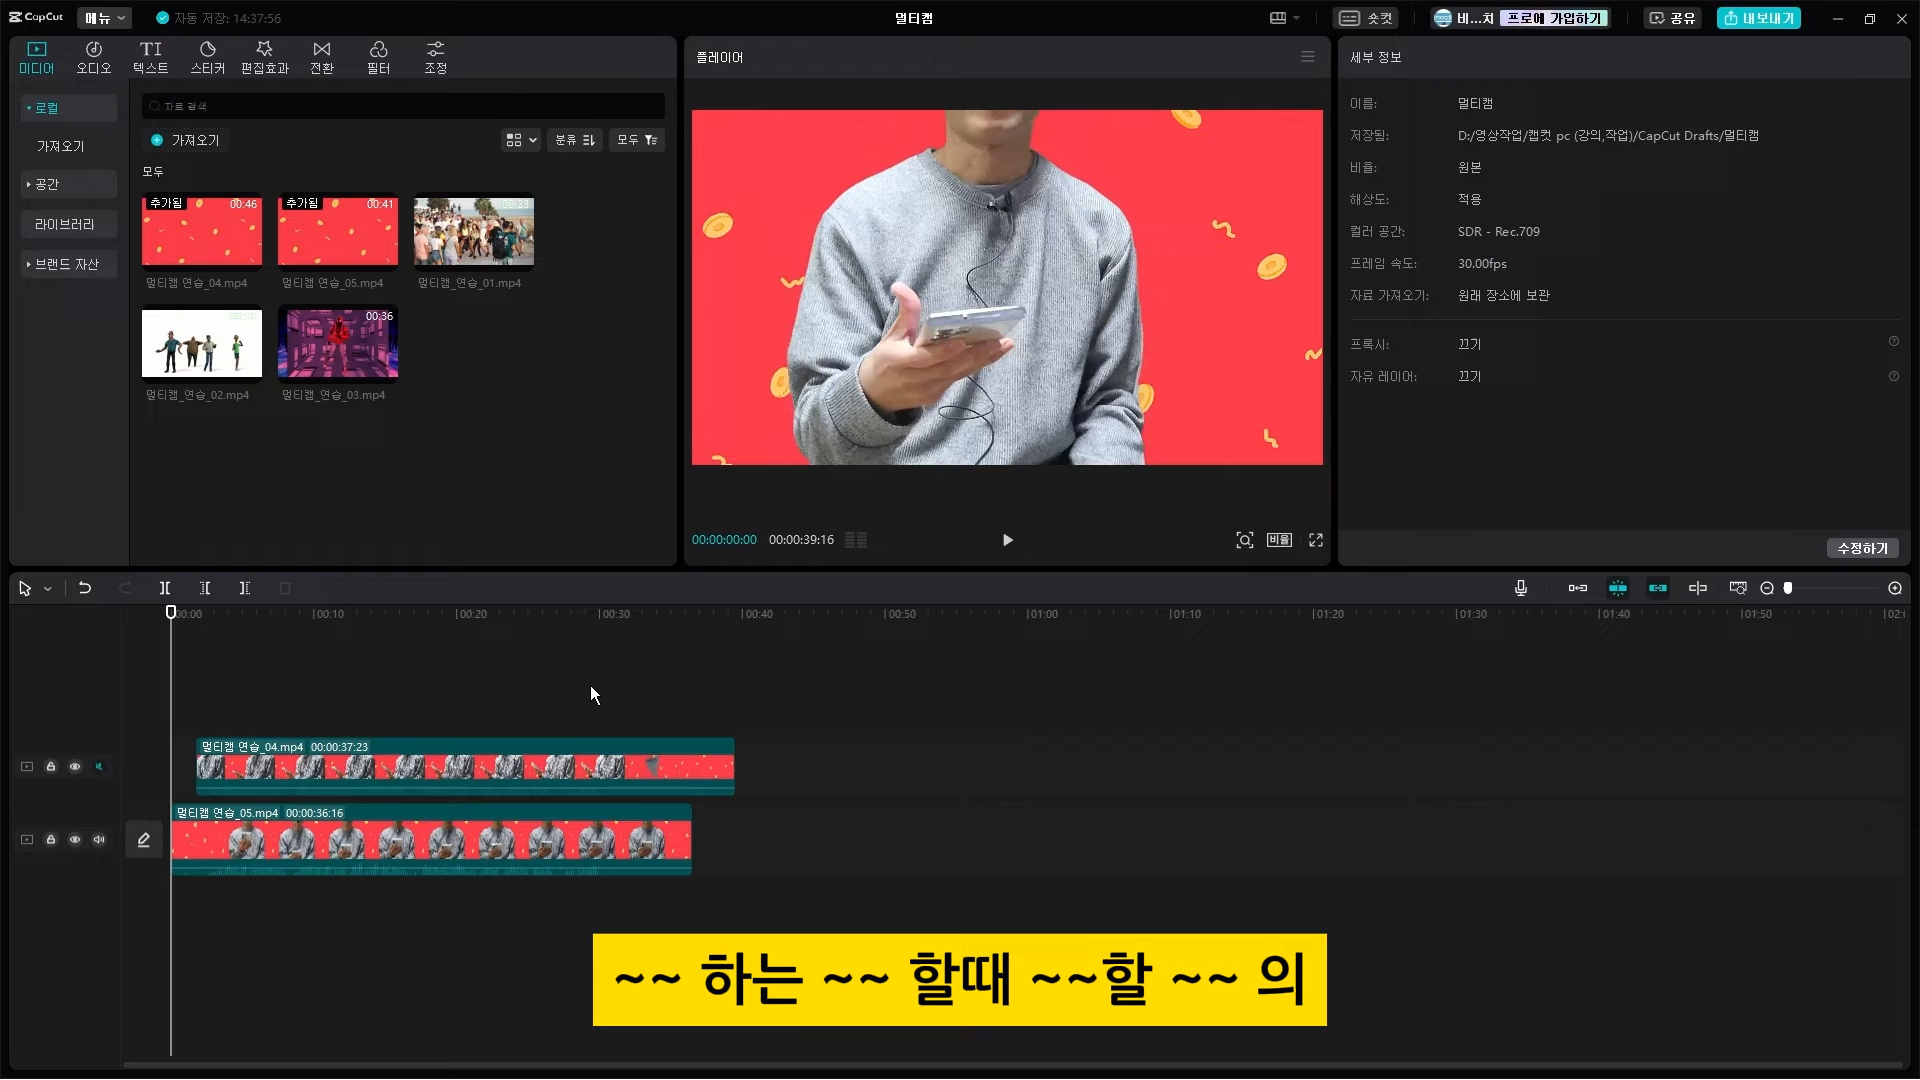 CapCut 메뉴 자동 저장: 14:37:56
멀티캠
숏컷 비...치 프로에 가입하기 공유 내보내기
미디어 오디오 텍스트 스티커 편집효과 전환 필터 조정
로컬
가져오기
공간
라이브러리
브랜드 자산
자료 검색
가져오기
분류 모두
모두
추가됨 00:46
추가됨 00:41
멀티캠 연습_04.mp4 멀티캠 연습_05.mp4 멀티캠_연습_01.mp4
00:36
멀티캠_연습_02.mp4 멀티캠_연습_03.mp4
플레이어
00:00:00:00 00:00:39:16
비율
세부 정보
이름: 멀티캠
저장됨: D:/영상작업/캡컷 pc (강의,작업)/CapCut Drafts/멀티캠
비율: 원본
해상도: 적용
컬러 공간: SDR - Rec.709
프레임 속도: 30.00fps
자료 가져오기: 원래 장소에 보관
프록시: 끄기
자유 레이어: 끄기
수정하기
00:00 00:10 00:20 00:30 00:40 00:50 01:00 01:10 01:20 01:30 01:40 01:50
멀티캠 연습_04.mp4 00:00:37:23
멀티캠 연습_05.mp4 00:00:36:16
~~ 하는 ~~ 할때 ~~할 ~~ 의